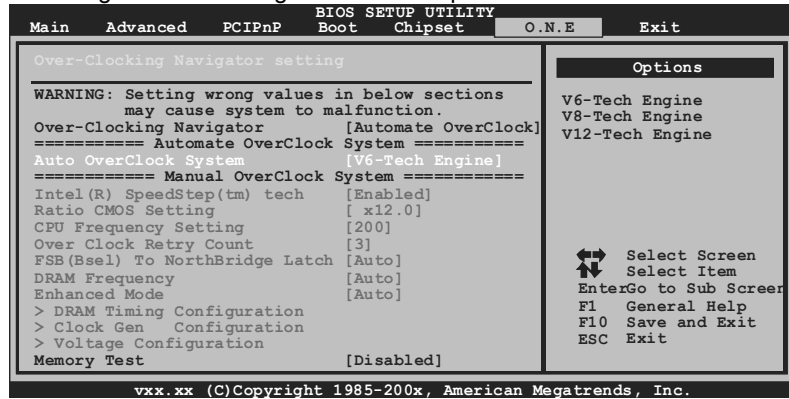 BIOS SETUP UTILITY
Main Advanced PCIPnP Boot Chipset O.N.E Exit
Over-Clocking Navigator setting
WARNING: Setting wrong values in below sections
may cause system to malfunction.
Over-Clocking Navigator [Automate OverClock]
=========== Automate OverClock System ===========
Auto OverClock System [V6-Tech Engine]
============ Manual OverClock System ============
Intel(R) SpeedStep(tm) tech [Enabled]
Ratio CMOS Setting [ x12.0]
CPU Frequency Setting [200]
Over Clock Retry Count [3]
FSB(Bsel) To NorthBridge Latch [Auto]
DRAM Frequency [Auto]
Enhanced Mode [Auto]
> DRAM Timing Configuration
> Clock Gen Configuration
> Voltage Configuration
Memory Test [Disabled]
Options
V6-Tech Engine
V8-Tech Engine
V12-Tech Engine
Select Screen
Select Item
EnterGo to Sub Screen
F1 General Help
F10 Save and Exit
ESC Exit
vxx.xx (C)Copyright 1985-200x, American Megatrends, Inc.